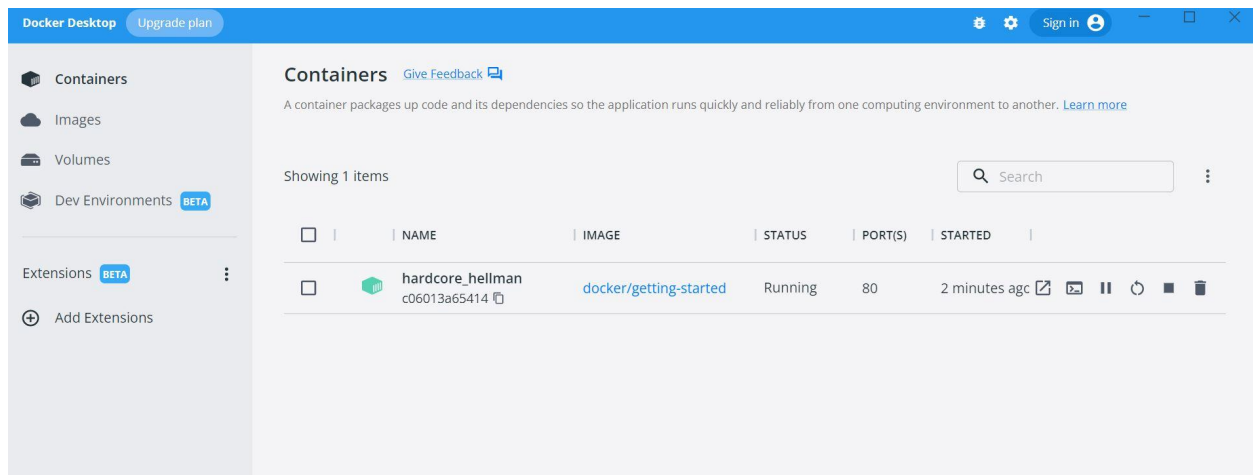 Docker Desktop Upgrade plan Sign in
Containers
Images
Volumes
Dev Environments BETA
Extensions BETA
Add Extensions
Containers Give Feedback
A container packages up code and its dependencies so the application runs quickly and reliably from one computing environment to another. Learn more
Showing 1 items Search
NAME IMAGE STATUS PORT(S) STARTED
hardcore_hellman docker/getting-started Running 80 2 minutes agc
c06013a65414